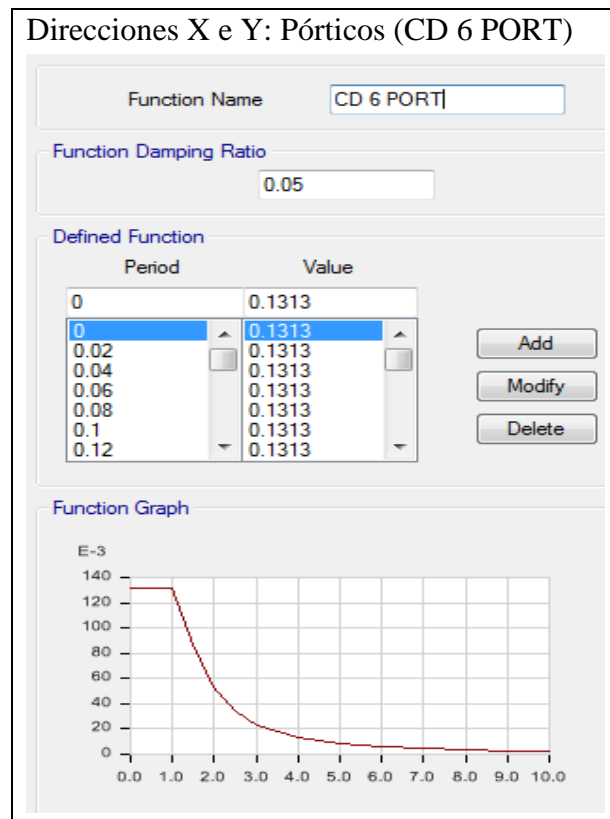 Direcciones X e Y: Pórticos (CD 6 PORT)
Function Name CD 6 PORT
Function Damping Ratio
0.05
Defined Function
Period Value
0 0.1313
0 0.1313
0.02 0.1313
0.04 0.1313
0.06 0.1313
0.08 0.1313
0.1 0.1313
0.12 0.1313
Add
Modify
Delete
Function Graph
E-3
140
120
100
80
60
40
20
0
0.0 1.0 2.0 3.0 4.0 5.0 6.0 7.0 8.0 9.0 10.0